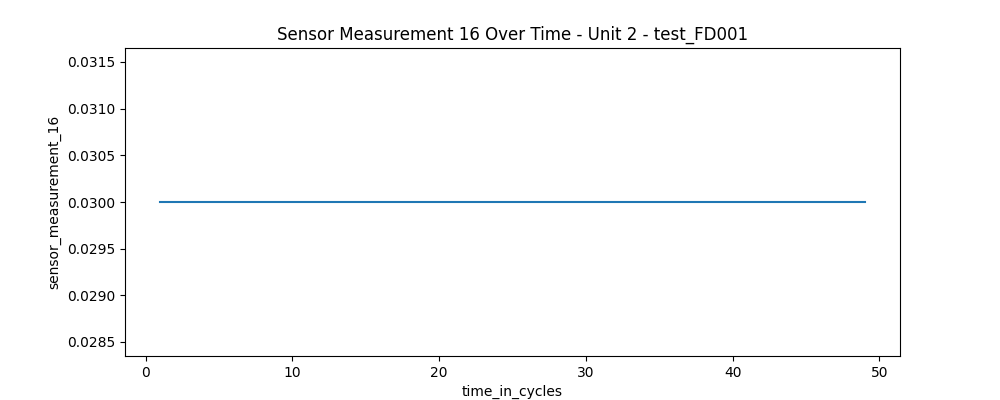 Sensor Measurement 16 Over Time - Unit 2 - test_FD001
sensor_measurement_16
0.0315
0.0310
0.0305
0.0300
0.0295
0.0290
0.0285
0 10 20 30 40 50
time_in_cycles